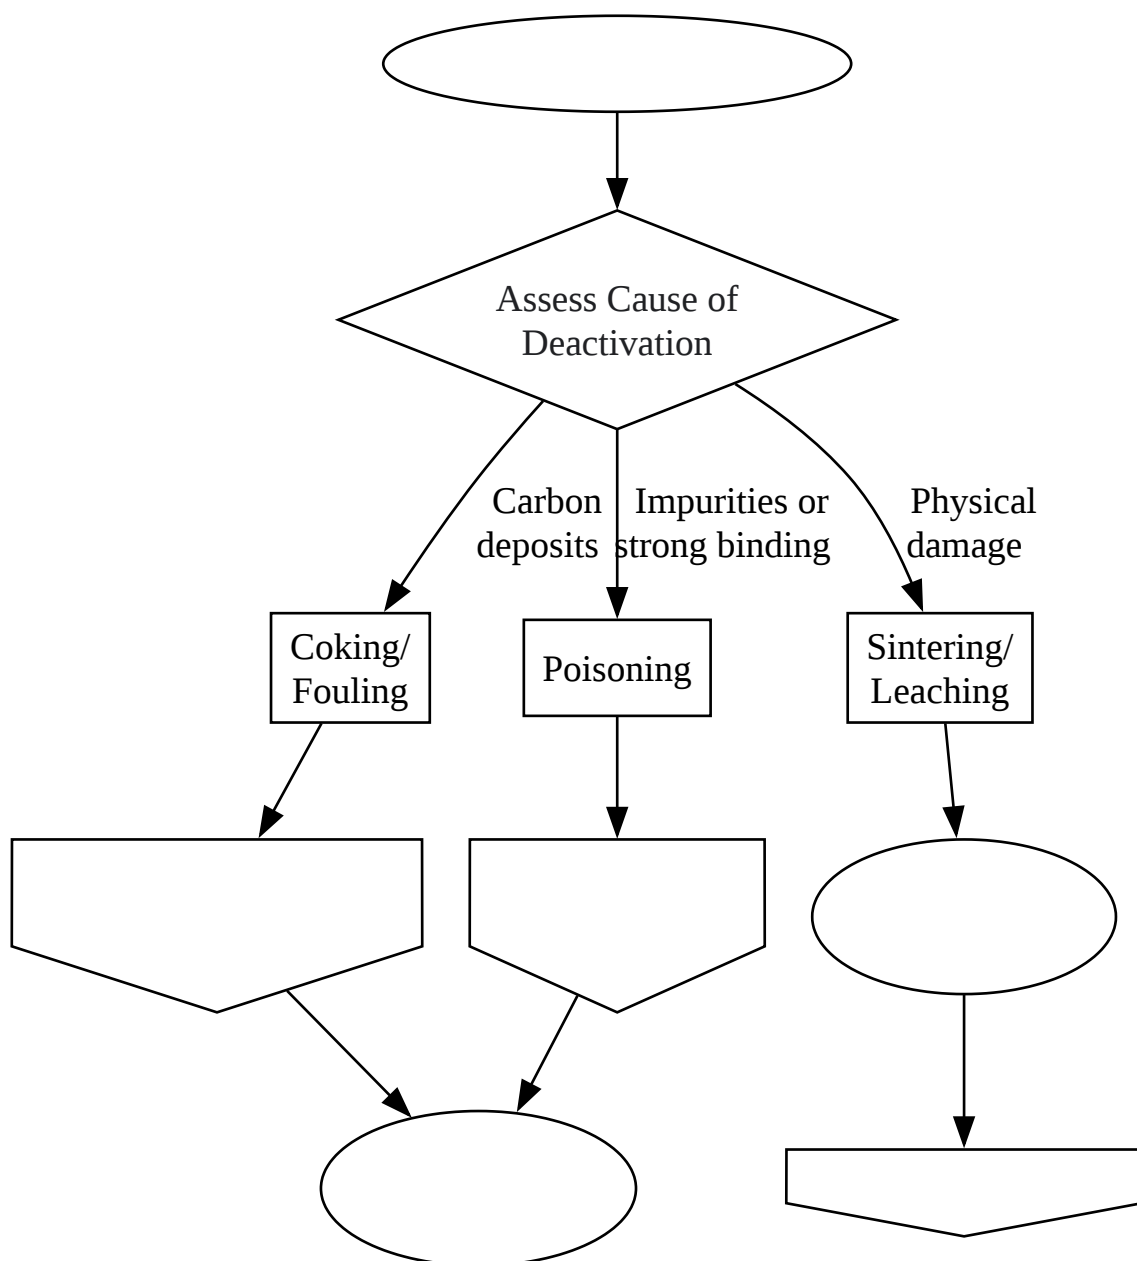 Assess Cause of
Deactivation
Carbon
deposits
Impurities or
strong binding
Physical
damage
Coking/
Fouling
Poisoning
Sintering/
Leaching